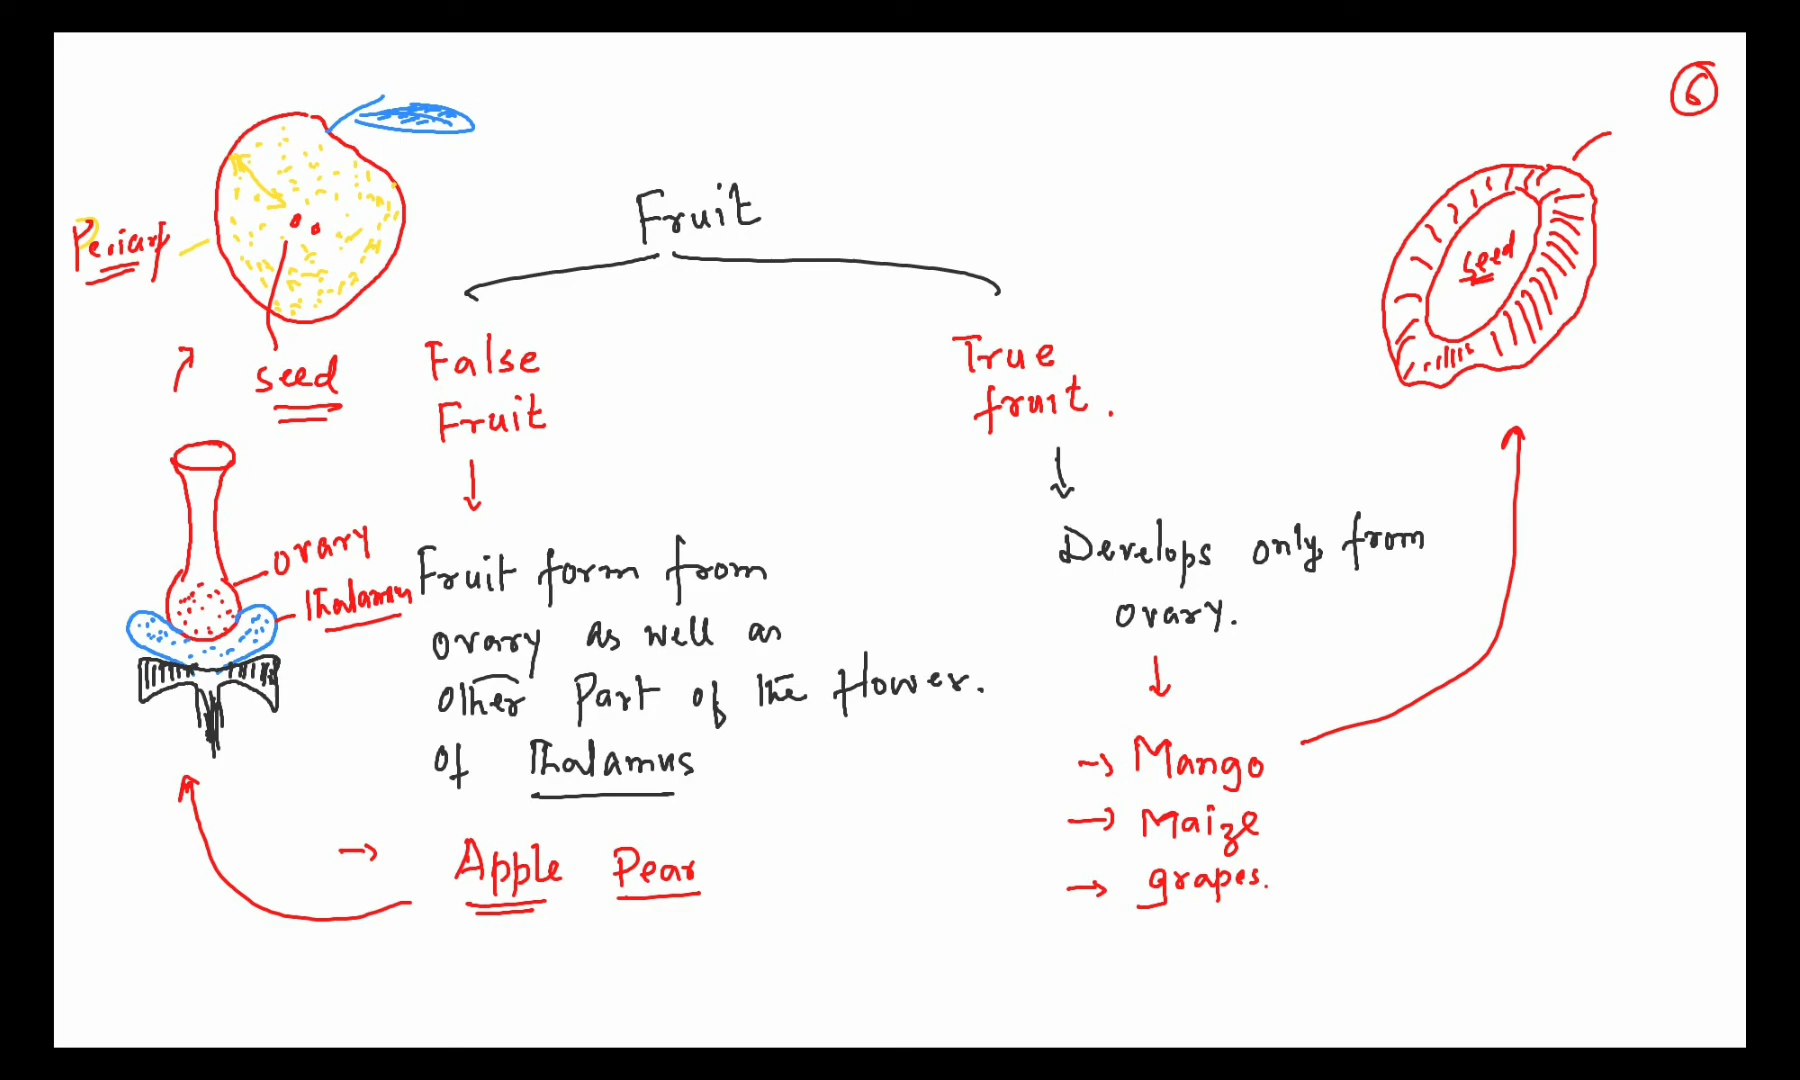 6
Fruit
Pericarp
seed
False
Fruit
Fruit form from
ovary as well as
other Part of the flower.
of Thalamus
→ Apple Pear
ovary
Thalamus
True
fruit.
Develops only from
ovary.
→ Mango
→ Maize
→ grapes.
seed